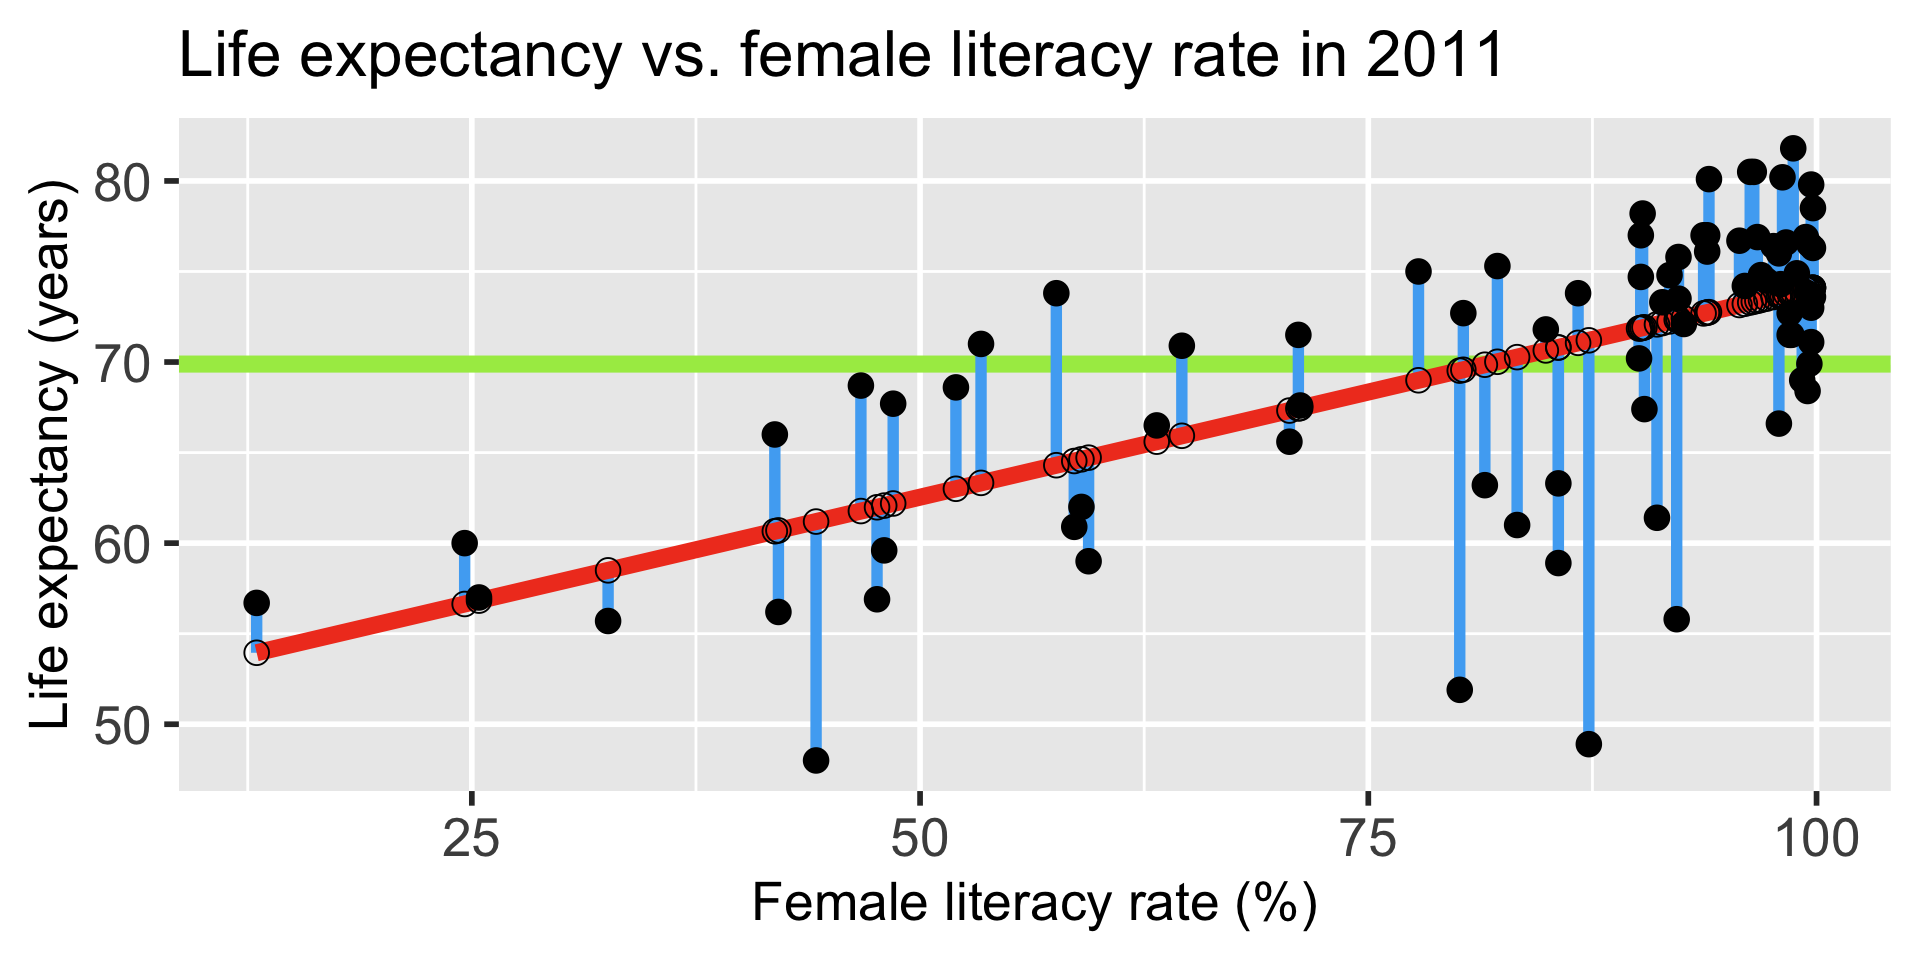 Life expectancy vs. female literacy rate in 2011
Life expectancy (years)
80
70
60
50
25 50 75 100
Female literacy rate (%)